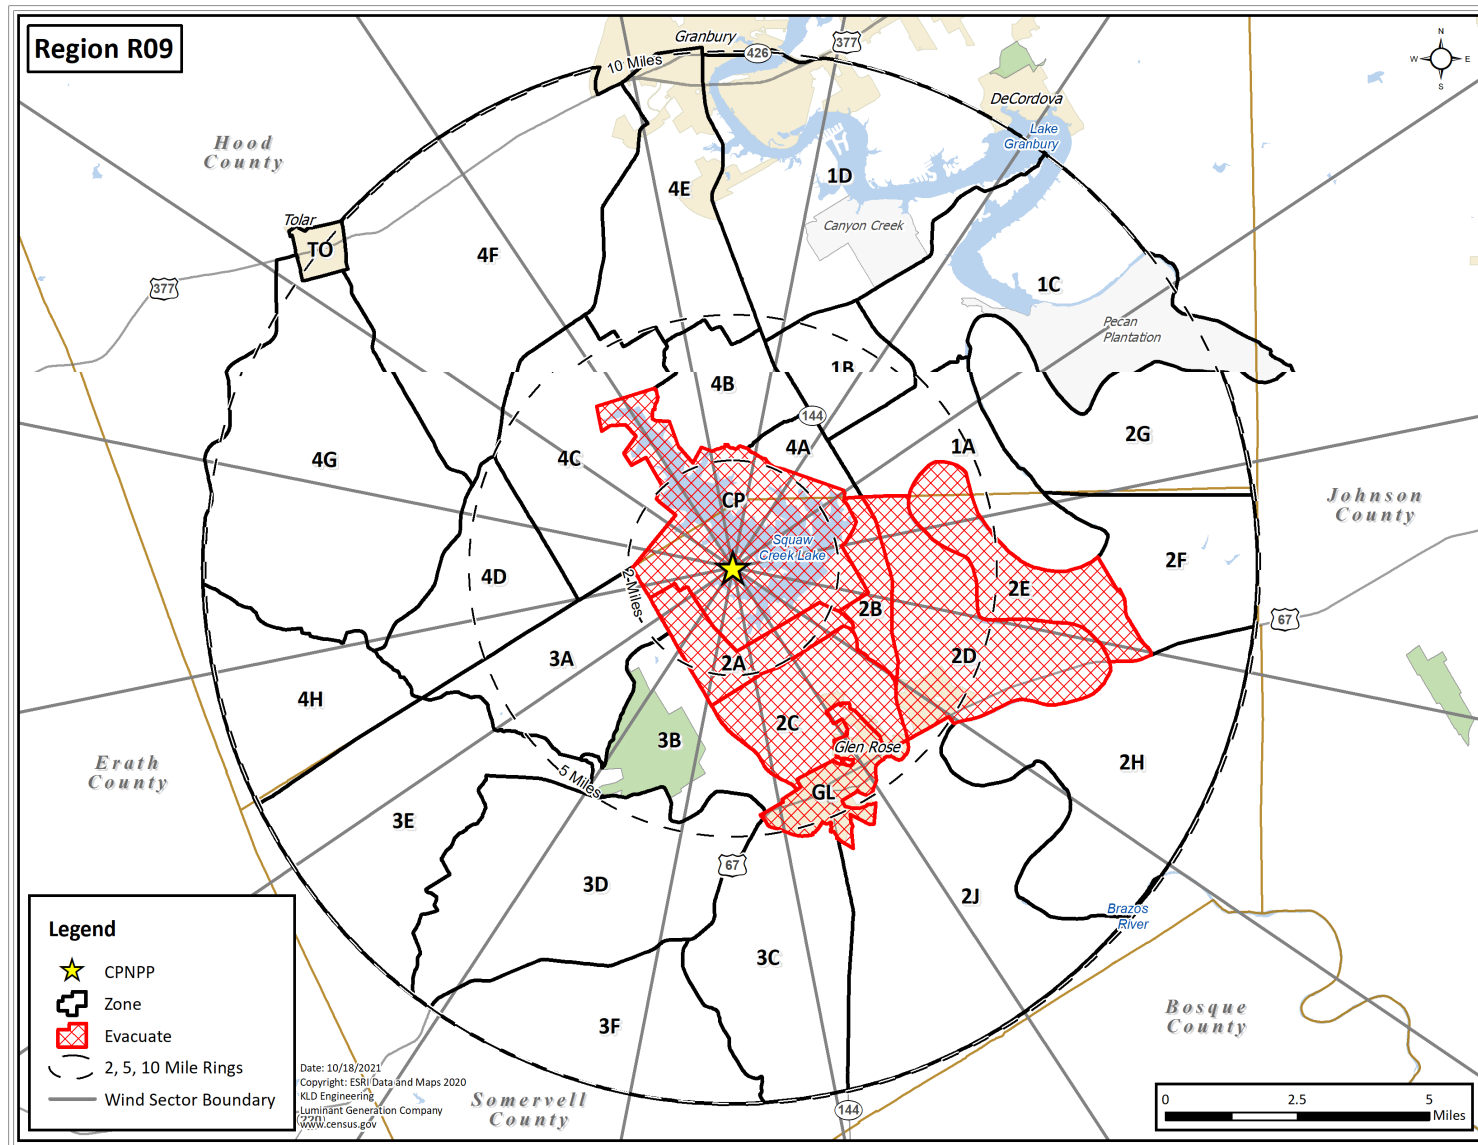 Region R09
Granbury
377
426
10 Miles
N
W
E
S
DeCordova
Lake
Granbury
Hood
County
4E
1D
Tolar
TO
Canyon Creek
4F
377
1C
Pecan
Plantation
1B
4B
144
4A
1A
2G
4G
4C
CP
Johnson
County
Squaw
Creek Lake
4D
2 Miles
2B
2E
2F
67
3A
2A
2D
4H
2C
3B
Glen Rose
Erath
County
5 Miles
GL
2H
3E
67
3D
2J
Brazos
River
3C
Bosque
County
3F
Legend
CPNPP
Zone
Evacuate
2, 5, 10 Mile Rings
Wind Sector Boundary
Date: 10/18/2021
Copyright: ESRI Data and Maps 2020
KLD Engineering
Luminant Generation Company
www.census.gov
Somervell
County
144
0
2.5
5
Miles